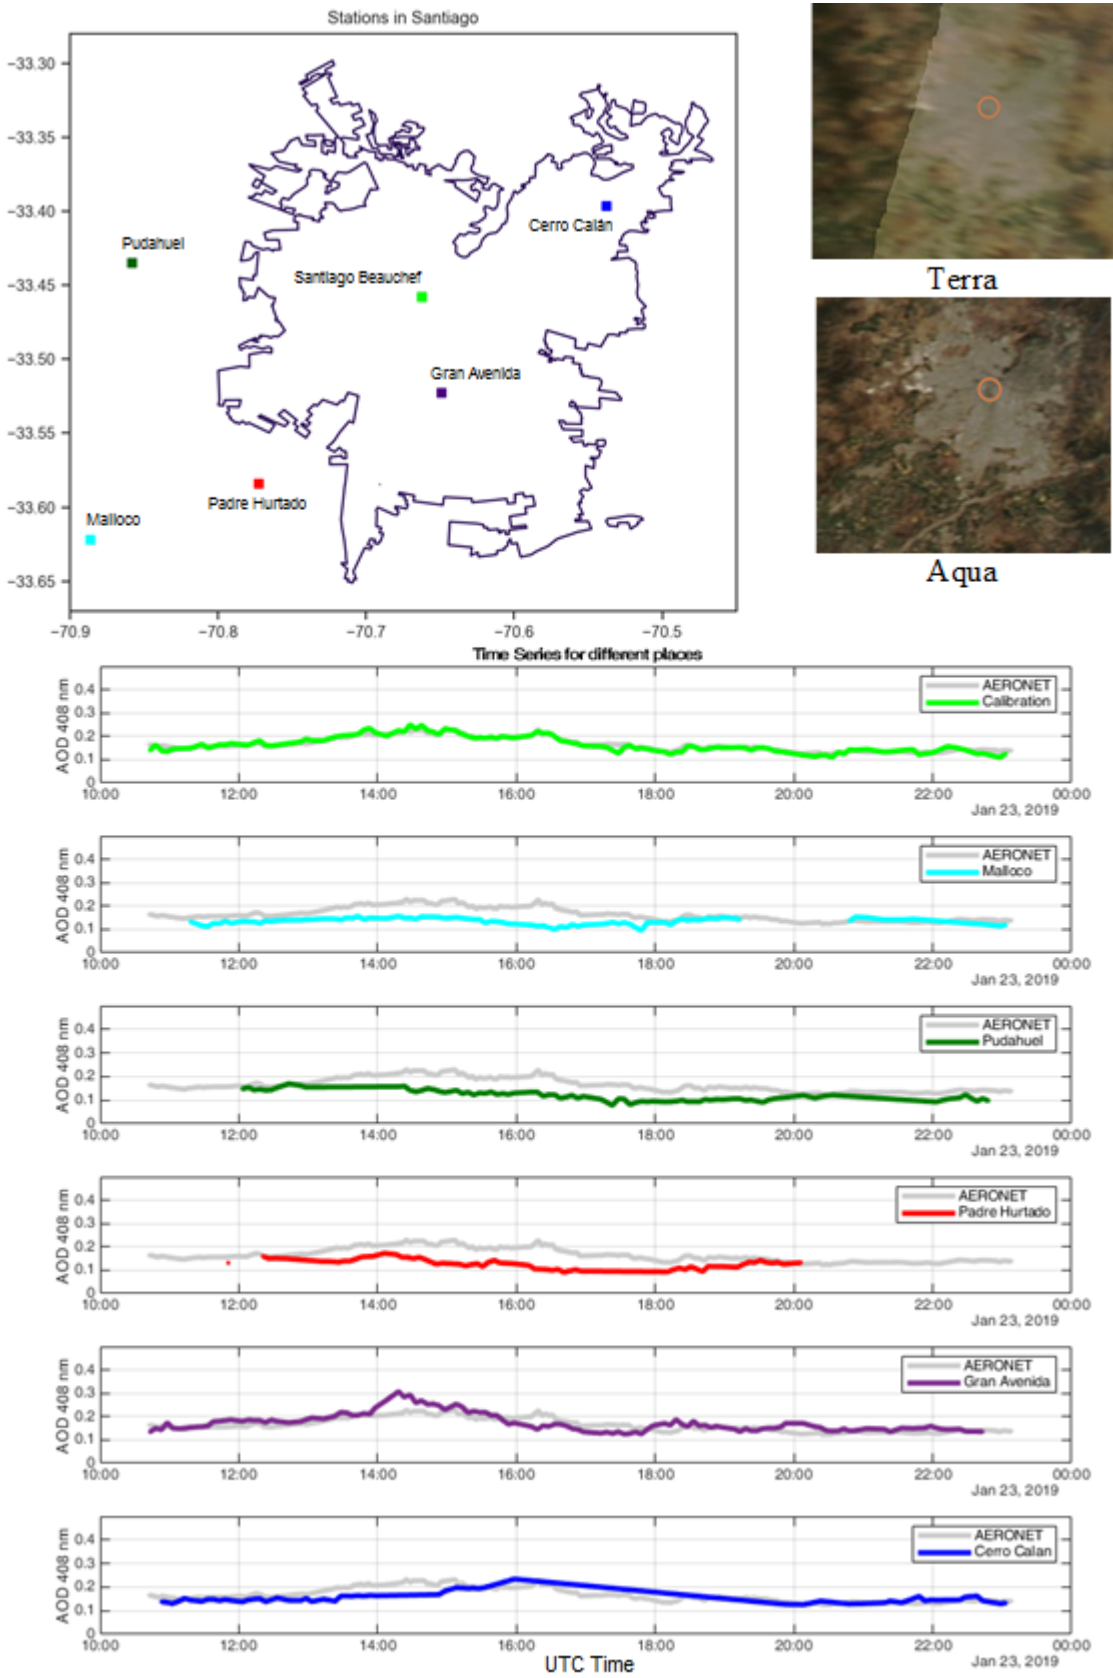 Stations in Santiago
−33.30
−33.35
−33.40
−33.45
−33.50
−33.55
−33.60
−33.65
Pudahuel
Cerro Calán
Santiago Beauchef
Gran Avenida
Padre Hurtado
Malloco
−70.9 −70.8 −70.7 −70.6 −70.5
Terra
Aqua
Time Series for different places
AOD 408 nm
0.4
0.3
0.2
0.1
0
AERONET
Calibration
10:00 12:00 14:00 16:00 18:00 20:00 22:00 00:00
Jan 23, 2019
AOD 408 nm
0.4
0.3
0.2
0.1
0
AERONET
Malloco
10:00 12:00 14:00 16:00 18:00 20:00 22:00 00:00
Jan 23, 2019
AOD 408 nm
0.4
0.3
0.2
0.1
0
AERONET
Pudahuel
10:00 12:00 14:00 16:00 18:00 20:00 22:00 00:00
Jan 23, 2019
AOD 408 nm
0.4
0.3
0.2
0.1
0
AERONET
Padre Hurtado
10:00 12:00 14:00 16:00 18:00 20:00 22:00 00:00
Jan 23, 2019
AOD 408 nm
0.4
0.3
0.2
0.1
0
AERONET
Gran Avenida
10:00 12:00 14:00 16:00 18:00 20:00 22:00 00:00
Jan 23, 2019
AOD 408 nm
0.4
0.3
0.2
0.1
0
AERONET
Cerro Calan
10:00 12:00 14:00 16:00 18:00 20:00 22:00 00:00
UTC Time
Jan 23, 2019